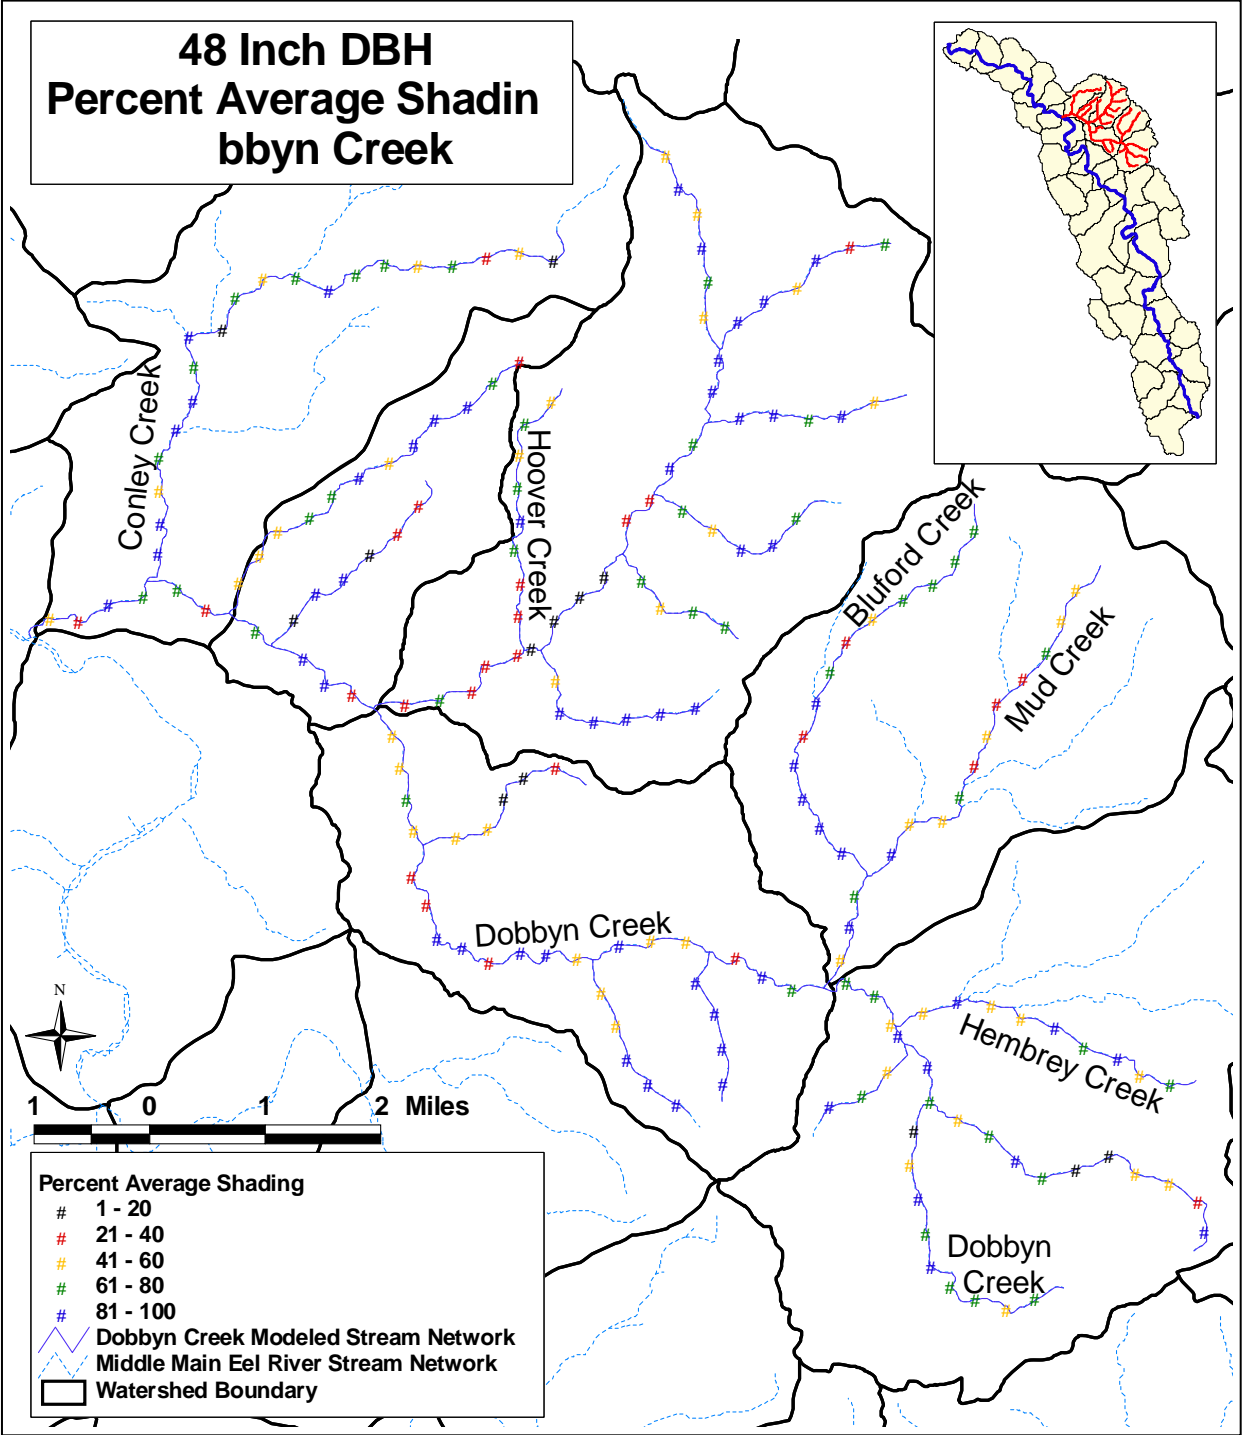 48 Inch DBH
Percent Average Shadin
bbyn Creek
Conley Creek
Hoover Creek
Bluford Creek
Mud Creek
Dobbyn Creek
Hembrey Creek
Dobbyn
Creek
N
1 0 1 2 Miles
Percent Average Shading
# 1 - 20
# 21 - 40
# 41 - 60
# 61 - 80
# 81 - 100
Dobbyn Creek Modeled Stream Network
Middle Main Eel River Stream Network
Watershed Boundary